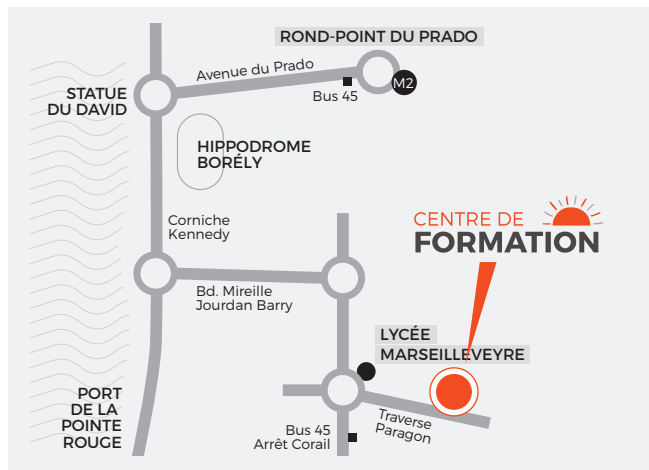 ROND-POINT DU PRADO
Avenue du Prado
M2
Bus 45
STATUE
DU DAVID
HIPPODROME
BORÉLY
Corniche
Kennedy
CENTRE DE
FORMATION
Bd. Mireille
Jourdan Barry
LYCÉE
MARSEILLEVEYRE
PORT
DE LA
POINTE
ROUGE
Traverse
Paragon
Bus 45
Arrêt Corail